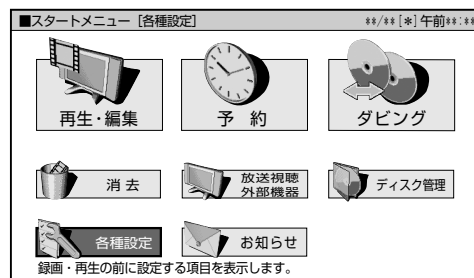 ■スタートメニュー [各種設定]
**/**[*]午前**:**
再生・編集
予 約
ダビング
消 去
放送視聴
外部機器
ディスク管理
各種設定
お知らせ
録画・再生の前に設定する項目を表示します。